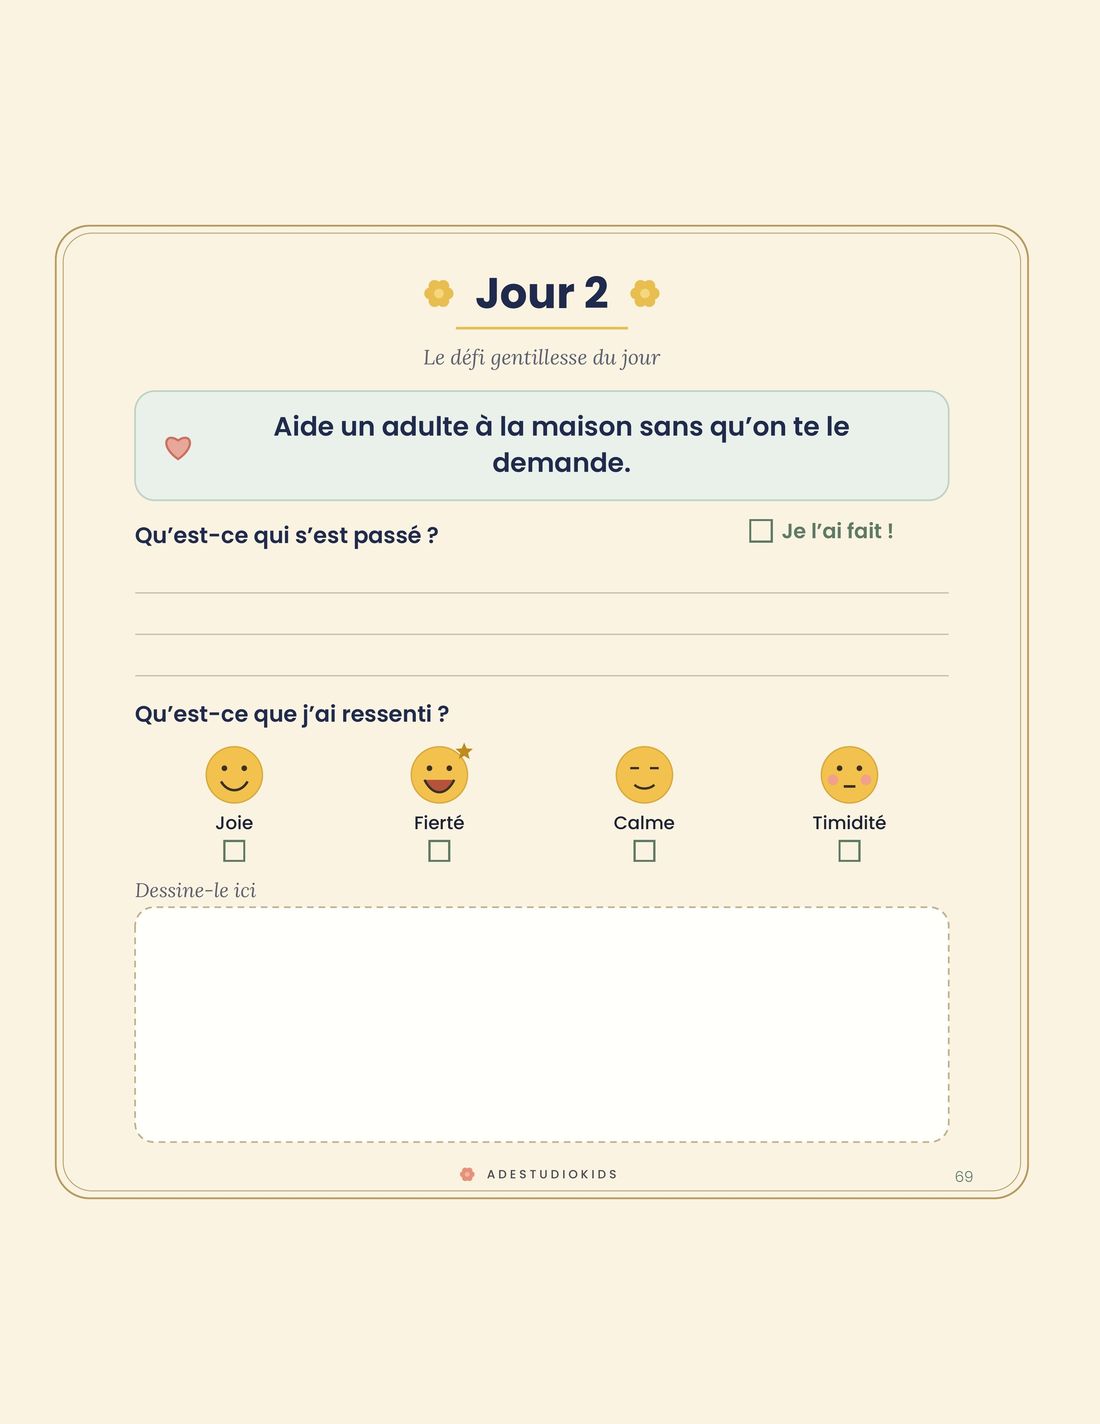 Jour 2
Le défi gentillesse du jour
Aide un adulte à la maison sans qu’on te le
demande.
Qu’est-ce qui s’est passé ?
Je l’ai fait !
Qu’est-ce que j’ai ressenti ?
Joie
Fierté
Calme
Timidité
Dessine-le ici
ADESTUDIOKIDS
69